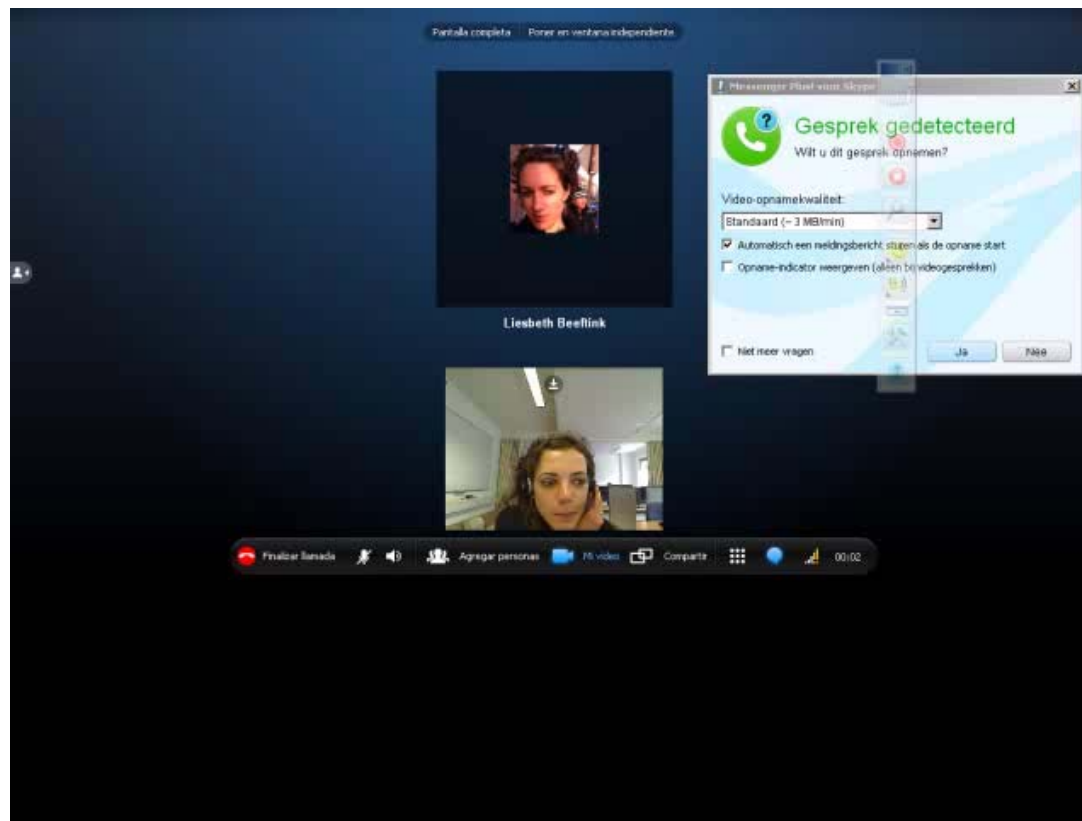 Pantalla completa Poner en ventana independiente
Messenger Plus! voor Skype
Gesprek gedetecteerd
Wilt u dit gesprek opnemen?
Video-opnamekwaliteit:
Standaard (~ 3 MB/min)
Automatisch een meldingsbericht sturen als de opname start
Opname-indicator weergeven (alleen bij videogesprekken)
Niet meer vragen
Ja Nee
Liesbeth Beeftink
Finalizar llamada Agregar personas Mi vídeo Compartir 00:02